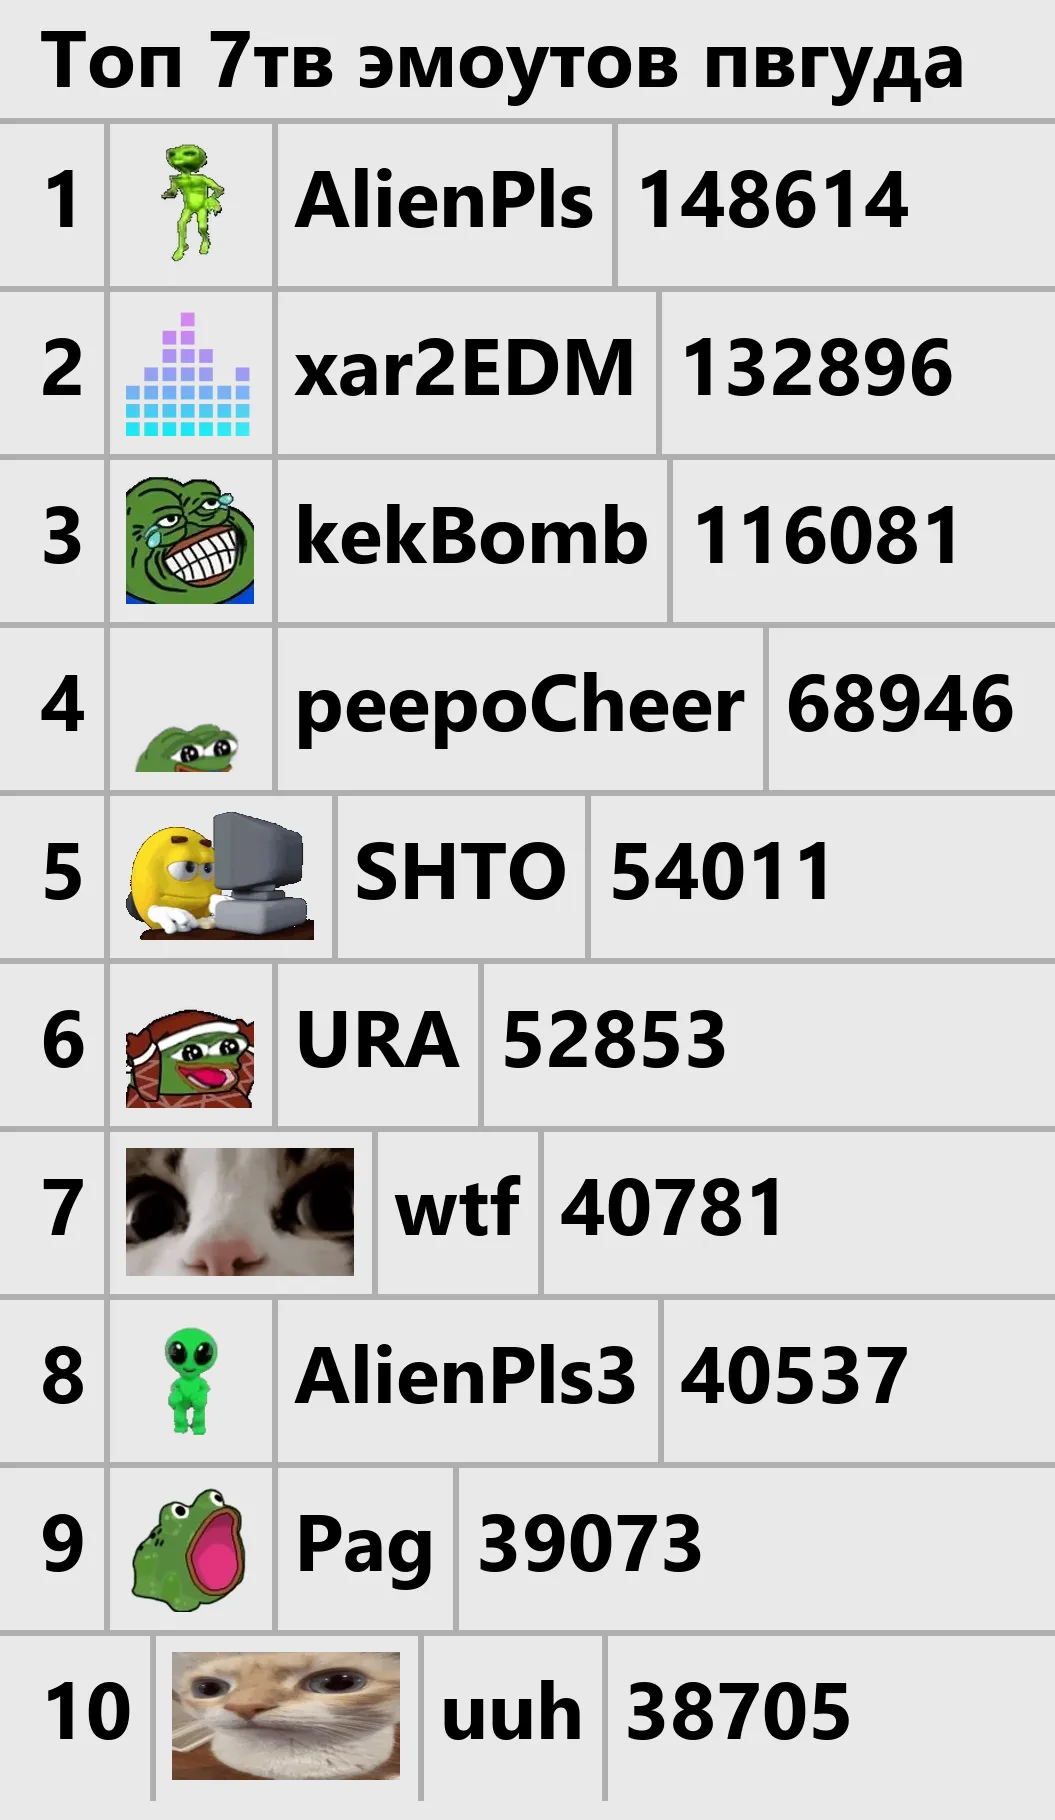 Топ 7тв эмоутов пвгуда
1 AlienPls 148614
2 xar2EDM 132896
3 kekBomb 116081
4 peepoCheer 68946
5 SHTO 54011
6 URA 52853
7 wtf 40781
8 AlienPls3 40537
9 Pag 39073
10 uuh 38705